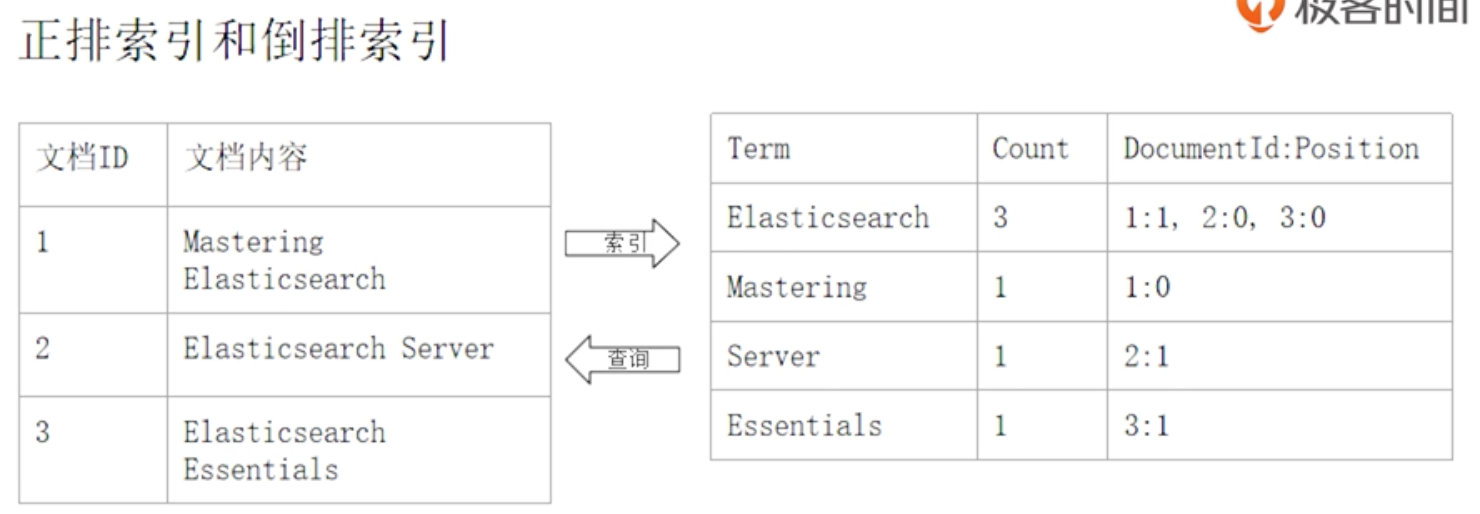 极客时间
正排索引和倒排索引
文档ID 文档内容
1 Mastering
Elasticsearch
2 Elasticsearch Server
3 Elasticsearch
Essentials
索引
查询
Term Count DocumentId:Position
Elasticsearch 3 1:1, 2:0, 3:0
Mastering 1 1:0
Server 1 2:1
Essentials 1 3:1